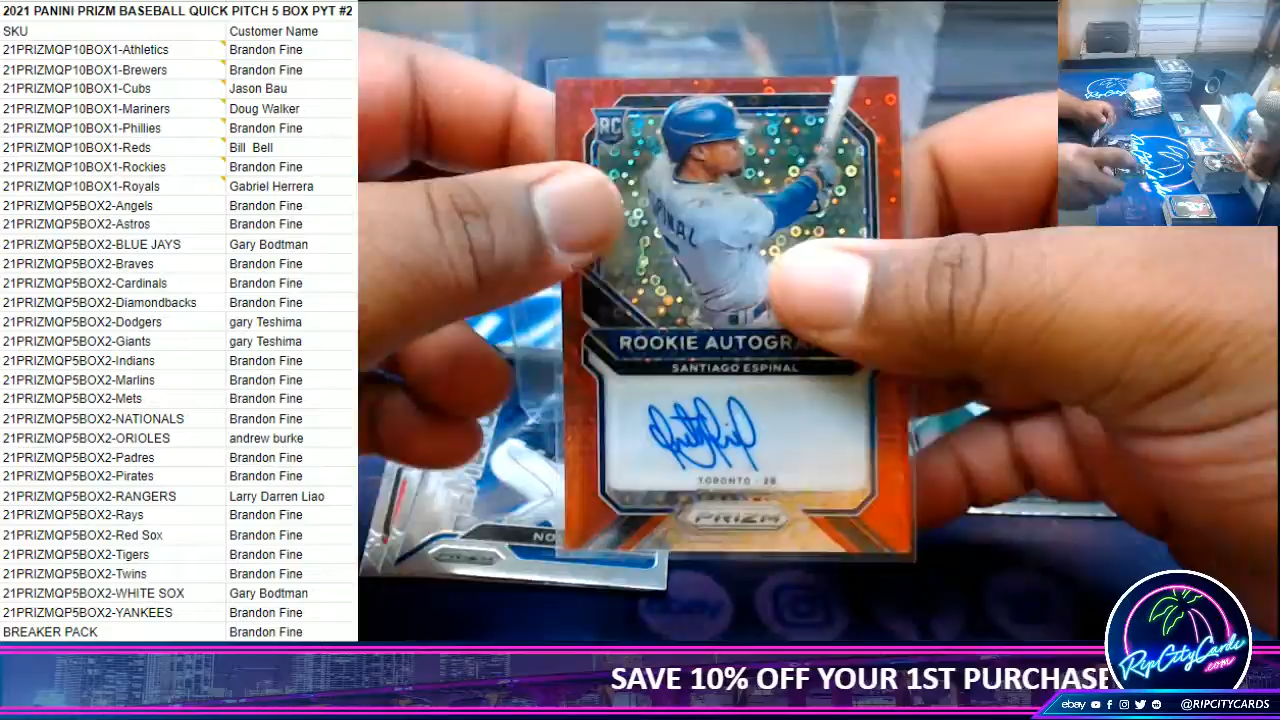 2021 PANINI PRIZM BASEBALL QUICK PITCH 5 BOX PYT #2
SKU Customer Name
21PRIZMQP10BOX1-Athletics Brandon Fine
21PRIZMQP10BOX1-Brewers Brandon Fine
21PRIZMQP10BOX1-Cubs Jason Bau
21PRIZMQP10BOX1-Mariners Doug Walker
21PRIZMQP10BOX1-Phillies Brandon Fine
21PRIZMQP10BOX1-Reds Bill Bell
21PRIZMQP10BOX1-Rockies Brandon Fine
21PRIZMQP10BOX1-Royals Gabriel Herrera
21PRIZMQP5BOX2-Angels Brandon Fine
21PRIZMQP5BOX2-Astros Brandon Fine
21PRIZMQP5BOX2-BLUE JAYS Gary Bodtman
21PRIZMQP5BOX2-Braves Brandon Fine
21PRIZMQP5BOX2-Cardinals Brandon Fine
21PRIZMQP5BOX2-Diamondbacks Brandon Fine
21PRIZMQP5BOX2-Dodgers gary Teshima
21PRIZMQP5BOX2-Giants gary Teshima
21PRIZMQP5BOX2-Indians Brandon Fine
21PRIZMQP5BOX2-Marlins Brandon Fine
21PRIZMQP5BOX2-Mets Brandon Fine
21PRIZMQP5BOX2-NATIONALS Brandon Fine
21PRIZMQP5BOX2-ORIOLES andrew burke
21PRIZMQP5BOX2-Padres Brandon Fine
21PRIZMQP5BOX2-Pirates Brandon Fine
21PRIZMQP5BOX2-RANGERS Larry Darren Liao
21PRIZMQP5BOX2-Rays Brandon Fine
21PRIZMQP5BOX2-Red Sox Brandon Fine
21PRIZMQP5BOX2-Tigers Brandon Fine
21PRIZMQP5BOX2-Twins Brandon Fine
21PRIZMQP5BOX2-WHITE SOX Gary Bodtman
21PRIZMQP5BOX2-YANKEES Brandon Fine
BREAKER PACK Brandon Fine
RC
ROOKIE AUTOGRA
SANTIAGO ESPINAL
TORONTO - 2B
PRIZM
NO
SAVE 10% OFF YOUR 1ST PURCHASE
RipCityCards
.com
ebay @RIPCITYCARDS